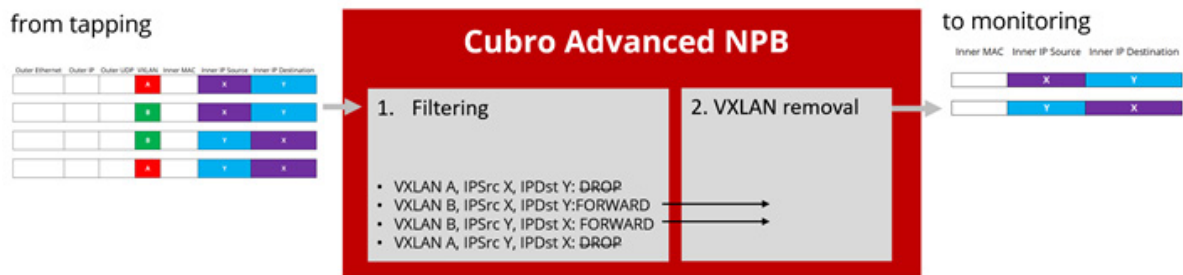 from tapping
Outer Ethernet Outer IP Outer UDP VXLAN Inner MAC Inner IP Source Inner IP Destination
A X Y
B X Y
B Y X
A Y X
Cubro Advanced NPB
1. Filtering
• VXLAN A, IPSrc X, IPDst Y: DROP
• VXLAN B, IPSrc X, IPDst Y:FORWARD
• VXLAN B, IPSrc Y, IPDst X: FORWARD
• VXLAN A, IPSrc Y, IPDst X: DROP
2. VXLAN removal
to monitoring
Inner MAC Inner IP Source Inner IP Destination
X Y
Y X